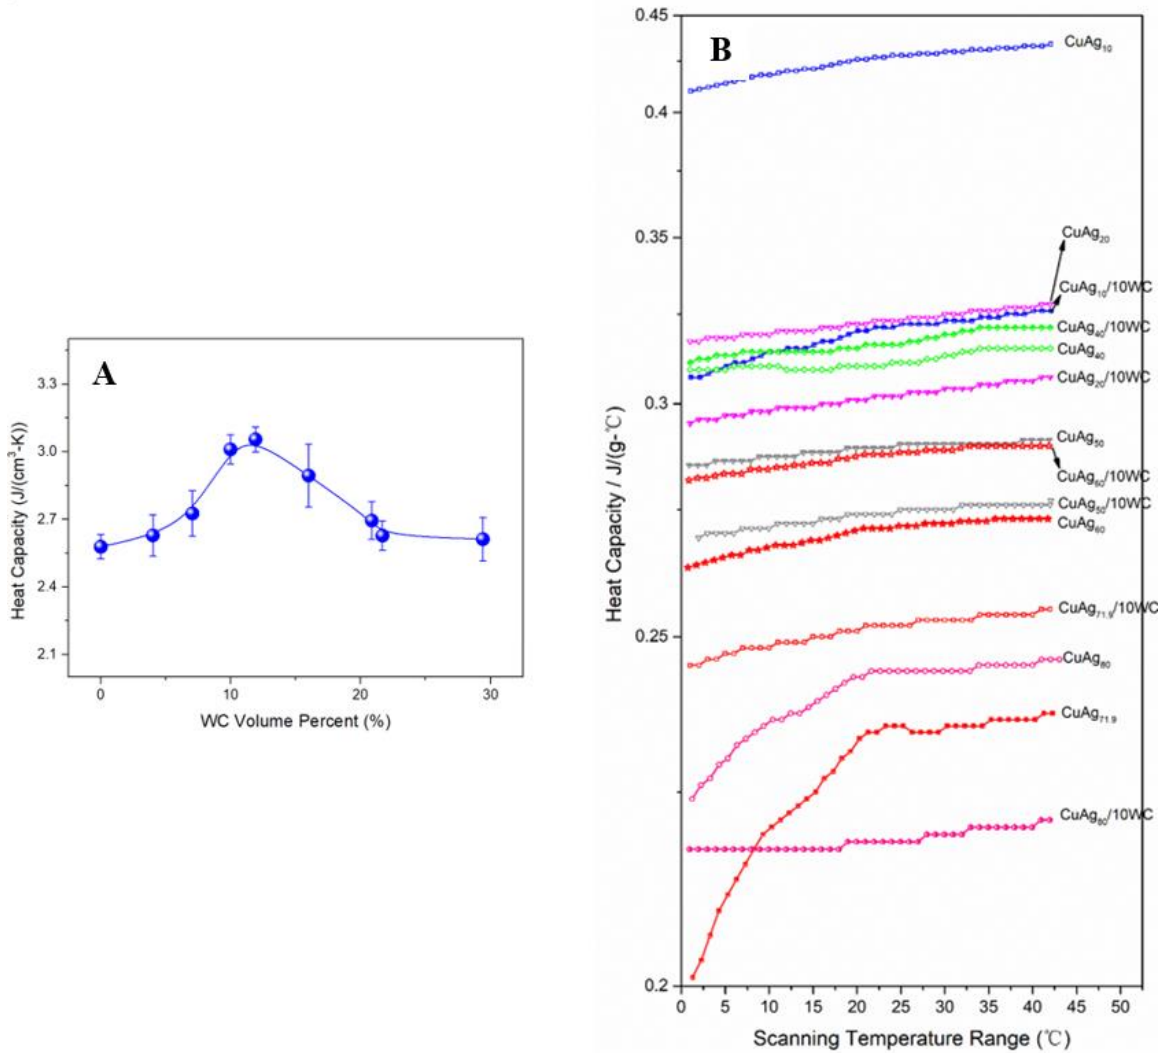 A
Heat Capacity (J/(cm³-K))
3.3
3.0
2.7
2.4
2.1
0
10
20
30
WC Volume Percent (%)
B
Heat Capacity / J/(g-℃)
0.45
0.4
0.35
0.3
0.25
0.2
CuAg₁₀
CuAg₂₀
CuAg₁₀/10WC
CuAg₄₀/10WC
CuAg₄₀
CuAg₂₀/10WC
CuAg₅₀
CuAg₆₀/10WC
CuAg₅₀/10WC
CuAg₆₀
CuAg₇₁.₉/10WC
CuAg₈₀
CuAg₇₁.₉
CuAg₈₀/10WC
0 5 10 15 20 25 30 35 40 45 50
Scanning Temperature Range (℃)